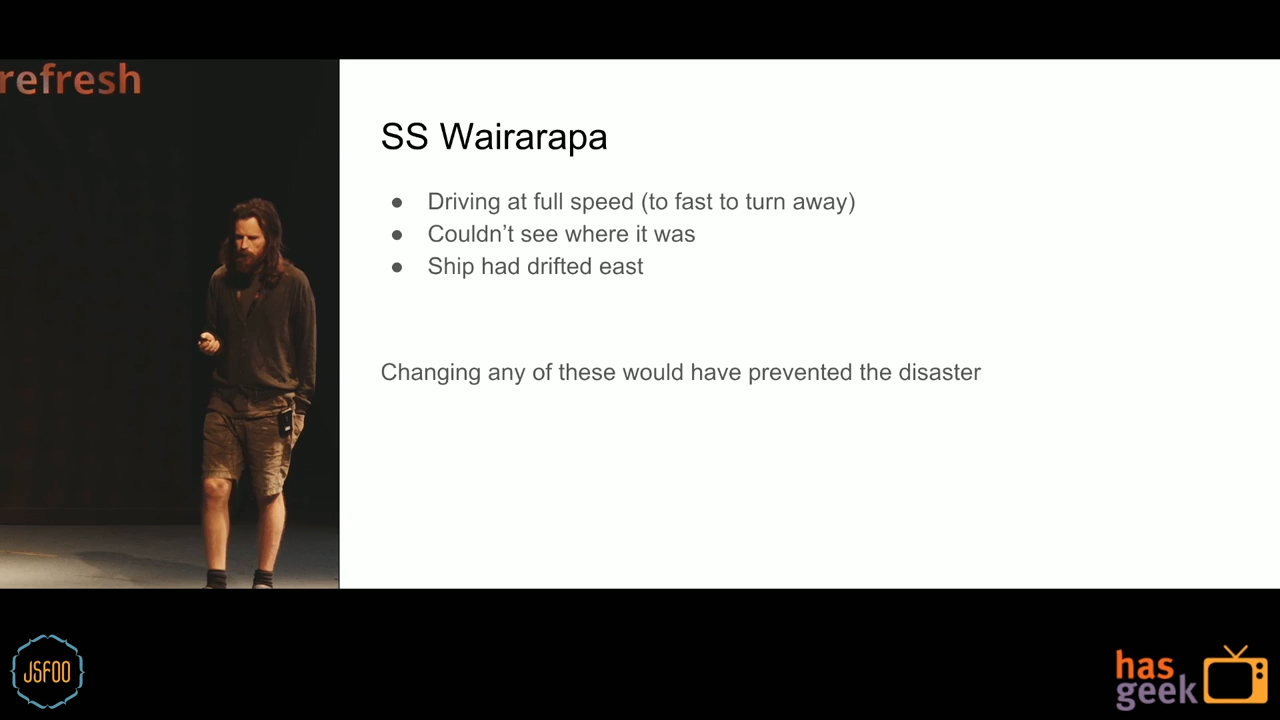 refresh
SS Wairarapa
● Driving at full speed (to fast to turn away)
● Couldn't see where it was
● Ship had drifted east
Changing any of these would have prevented the disaster
JSFOO
has
geek